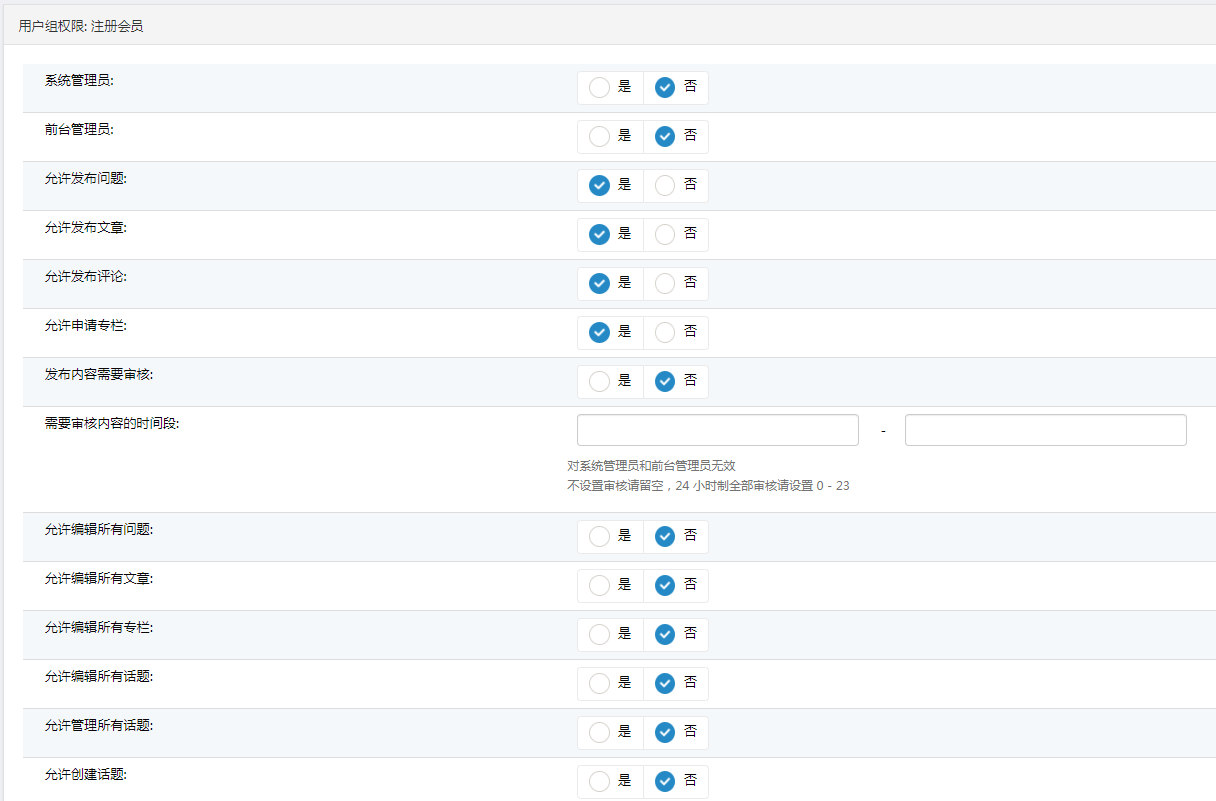 用户组权限: 注册会员
系统管理员: 是 否
前台管理员: 是 否
允许发布问题: 是 否
允许发布文章: 是 否
允许发布评论: 是 否
允许申请专栏: 是 否
发布内容需要审核: 是 否
需要审核内容的时间段: -
对系统管理员和前台管理员无效
不设置审核请留空，24 小时制全部审核请设置 0 - 23
允许编辑所有问题: 是 否
允许编辑所有文章: 是 否
允许编辑所有专栏: 是 否
允许编辑所有话题: 是 否
允许管理所有话题: 是 否
允许创建话题: 是 否